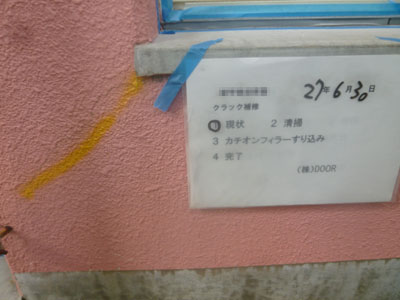 27年6月30日
クラック補修
1 現状 2 清掃
3 カチオンフィラーすり込み
4 完了
(株)000R